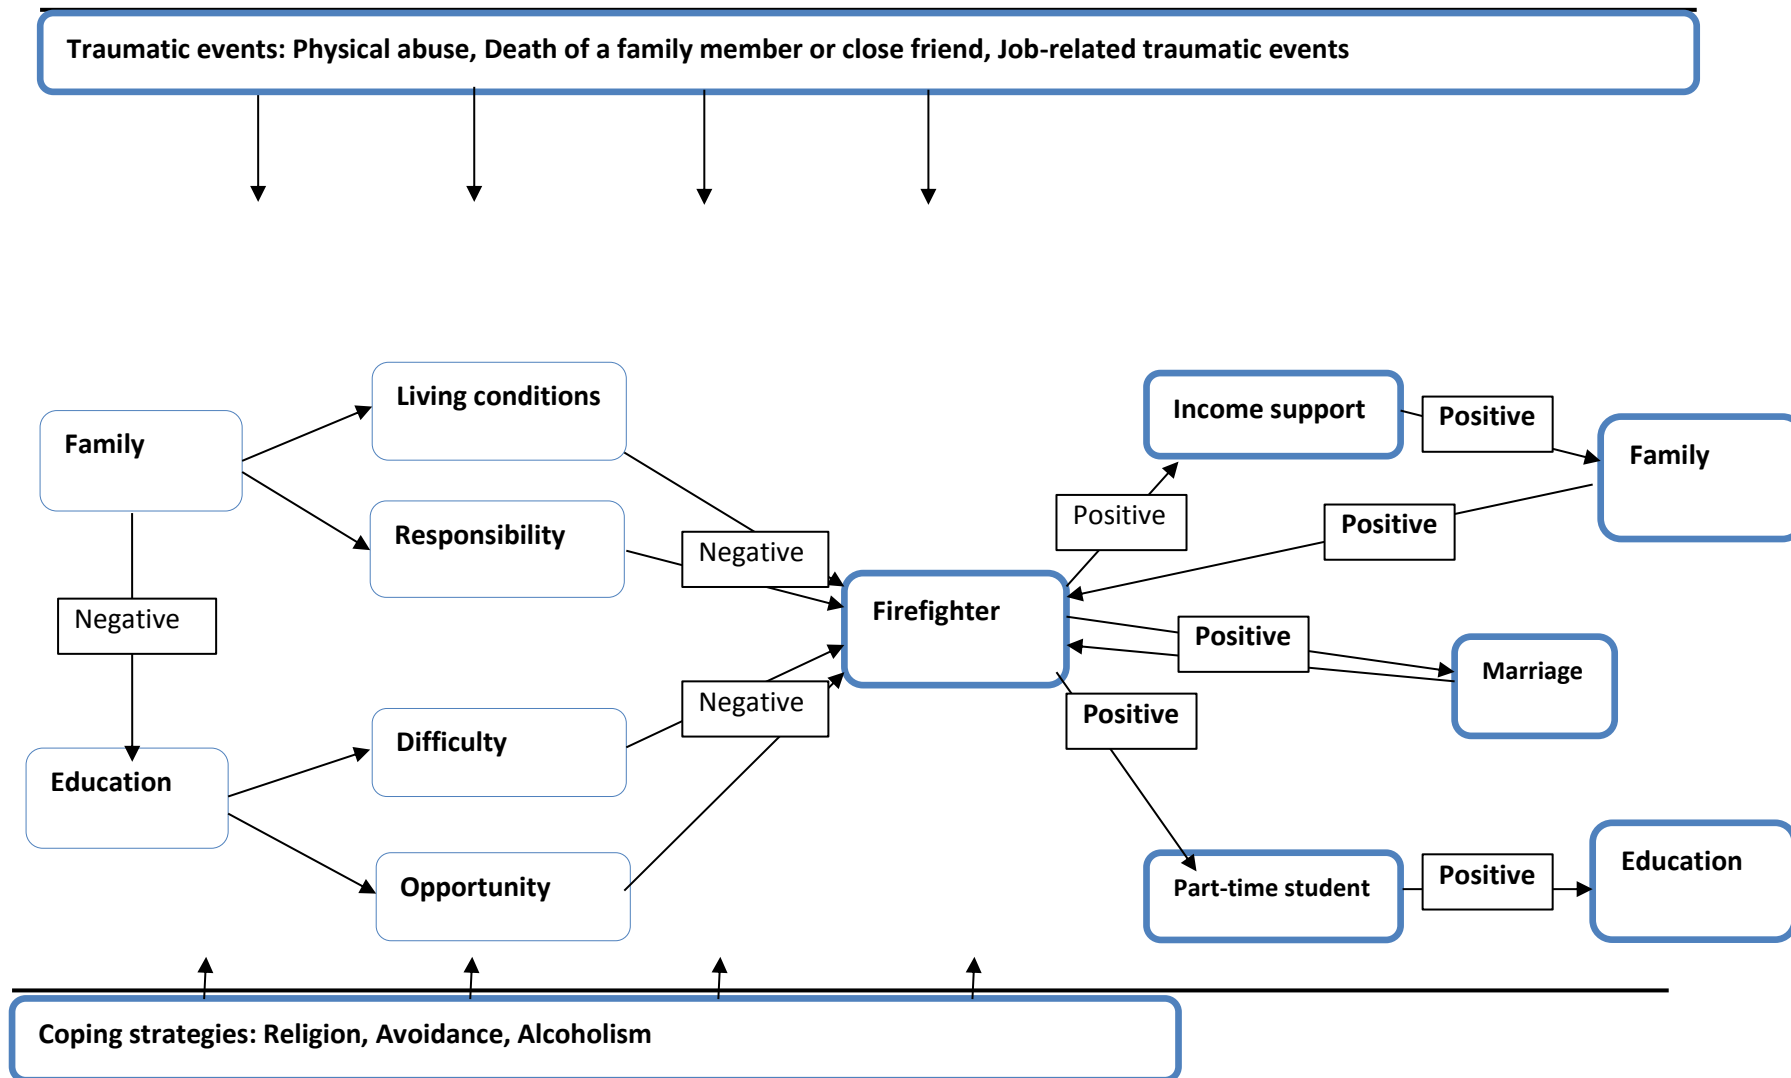 Traumatic events: Physical abuse, Death of a family member or close friend, Job-related traumatic events
Living conditions
Family
Responsibility
Negative
Negative
Education
Difficulty
Negative
Opportunity
Firefighter
Income support
Positive
Family
Positive
Positive
Positive
Marriage
Positive
Part-time student
Positive
Education
Coping strategies: Religion, Avoidance, Alcoholism